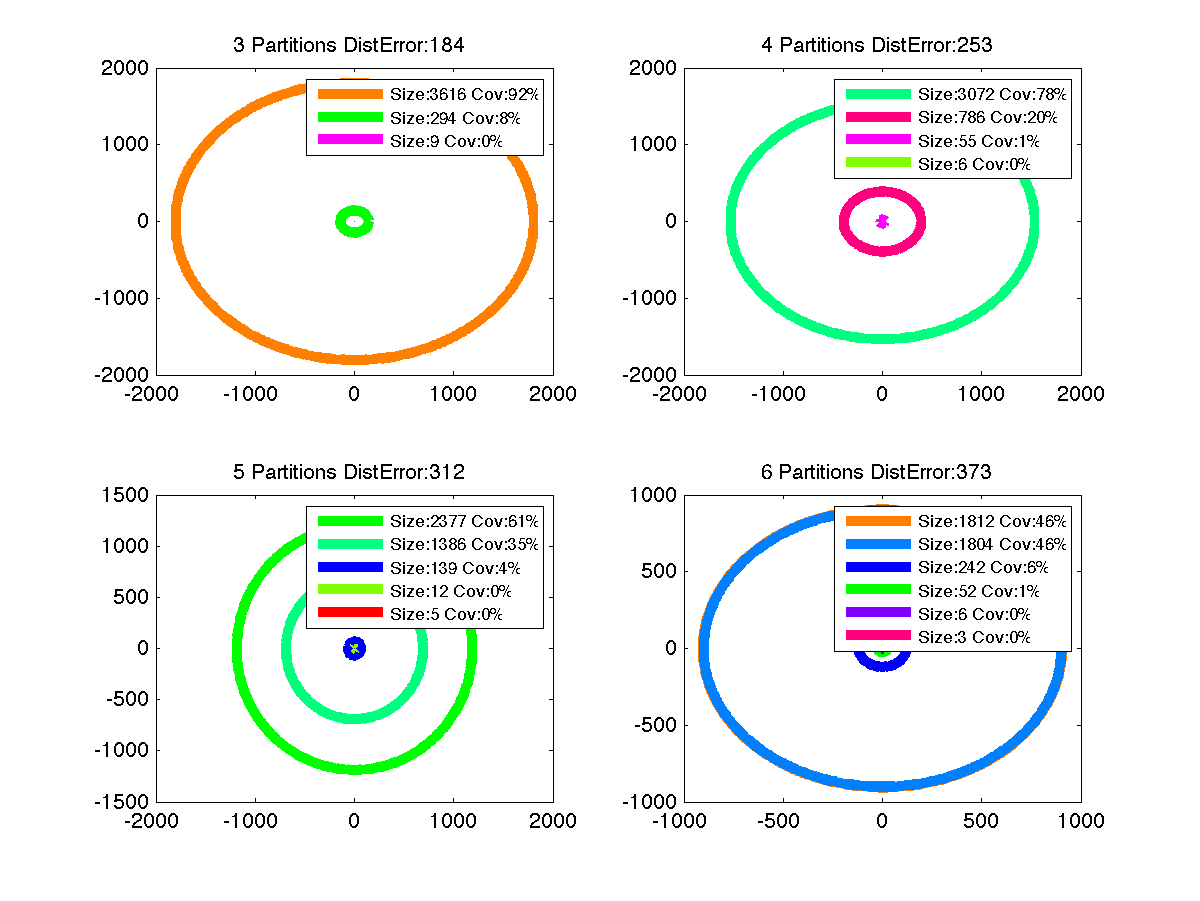 3 Partitions DistError:184
2000
1000
0
-1000
-2000
-2000 -1000 0 1000 2000
Size:3616 Cov:92%
Size:294 Cov:8%
Size:9 Cov:0%
4 Partitions DistError:253
2000
1000
0
-1000
-2000
-2000 -1000 0 1000 2000
Size:3072 Cov:78%
Size:786 Cov:20%
Size:55 Cov:1%
Size:6 Cov:0%
5 Partitions DistError:312
1500
1000
500
0
-500
-1000
-1500
-2000 -1000 0 1000 2000
Size:2377 Cov:61%
Size:1386 Cov:35%
Size:139 Cov:4%
Size:12 Cov:0%
Size:5 Cov:0%
6 Partitions DistError:373
1000
500
0
-500
-1000
-1000 -500 0 500 1000
Size:1812 Cov:46%
Size:1804 Cov:46%
Size:242 Cov:6%
Size:52 Cov:1%
Size:6 Cov:0%
Size:3 Cov:0%